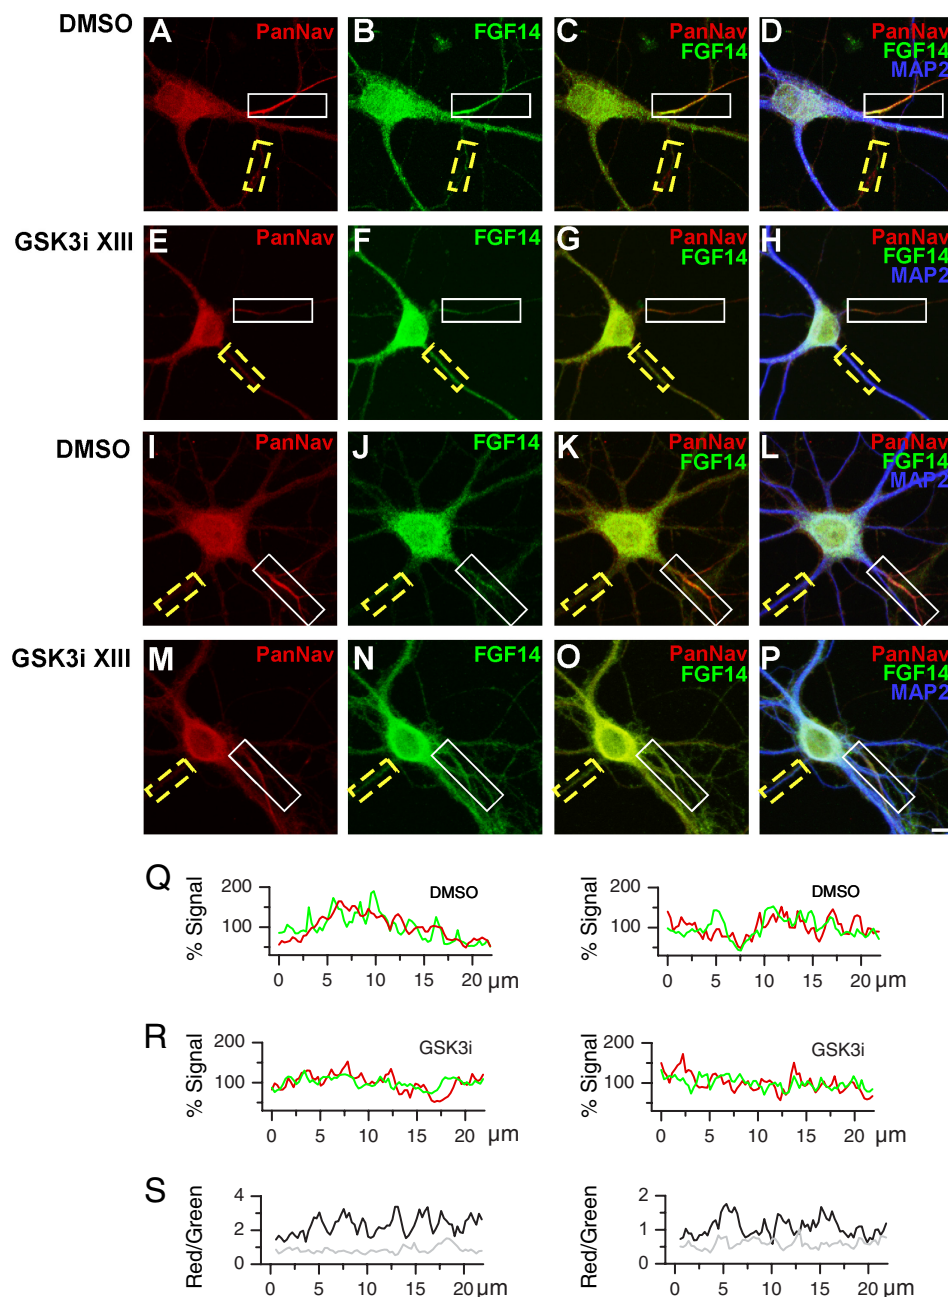 DMSO
A PanNav
B FGF14
C PanNav
FGF14
D PanNav
FGF14
MAP2
GSK3i XIII
E PanNav
F FGF14
G PanNav
FGF14
H PanNav
FGF14
MAP2
DMSO
I PanNav
J FGF14
K PanNav
FGF14
L PanNav
FGF14
MAP2
GSK3i XIII
M PanNav
N FGF14
O PanNav
FGF14
P PanNav
FGF14
MAP2
Q
% Signal
200
100
DMSO
0 5 10 15 20 µm
% Signal
200
100
DMSO
0 5 10 15 20 µm
R
% Signal
200
100
GSK3i
0 5 10 15 20 µm
% Signal
200
100
GSK3i
0 5 10 15 20 µm
S
Red/Green
4
2
0
0 5 10 15 20 µm
Red/Green
2
1
0
0 5 10 15 20 µm